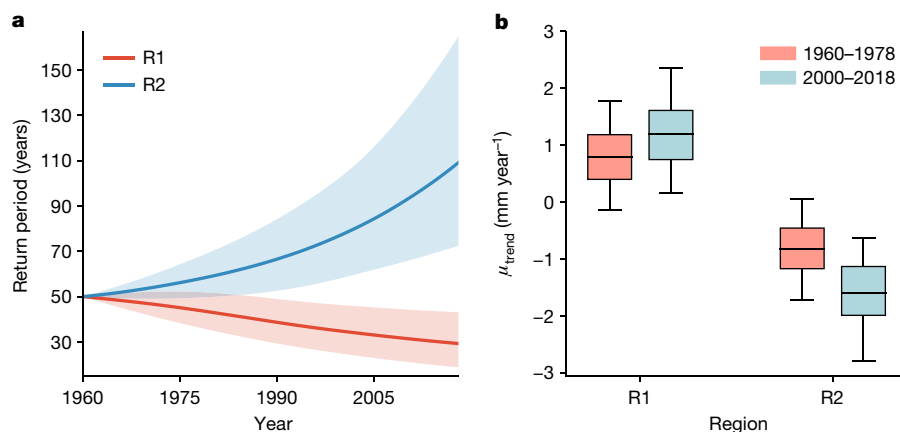 a
Return period (years)
150
130
110
90
70
50
30
R1
R2
1960
1975
1990
2005
Year
b
μtrend (mm year⁻¹)
3
2
1
0
−1
−2
−3
1960–1978
2000–2018
R1
R2
Region